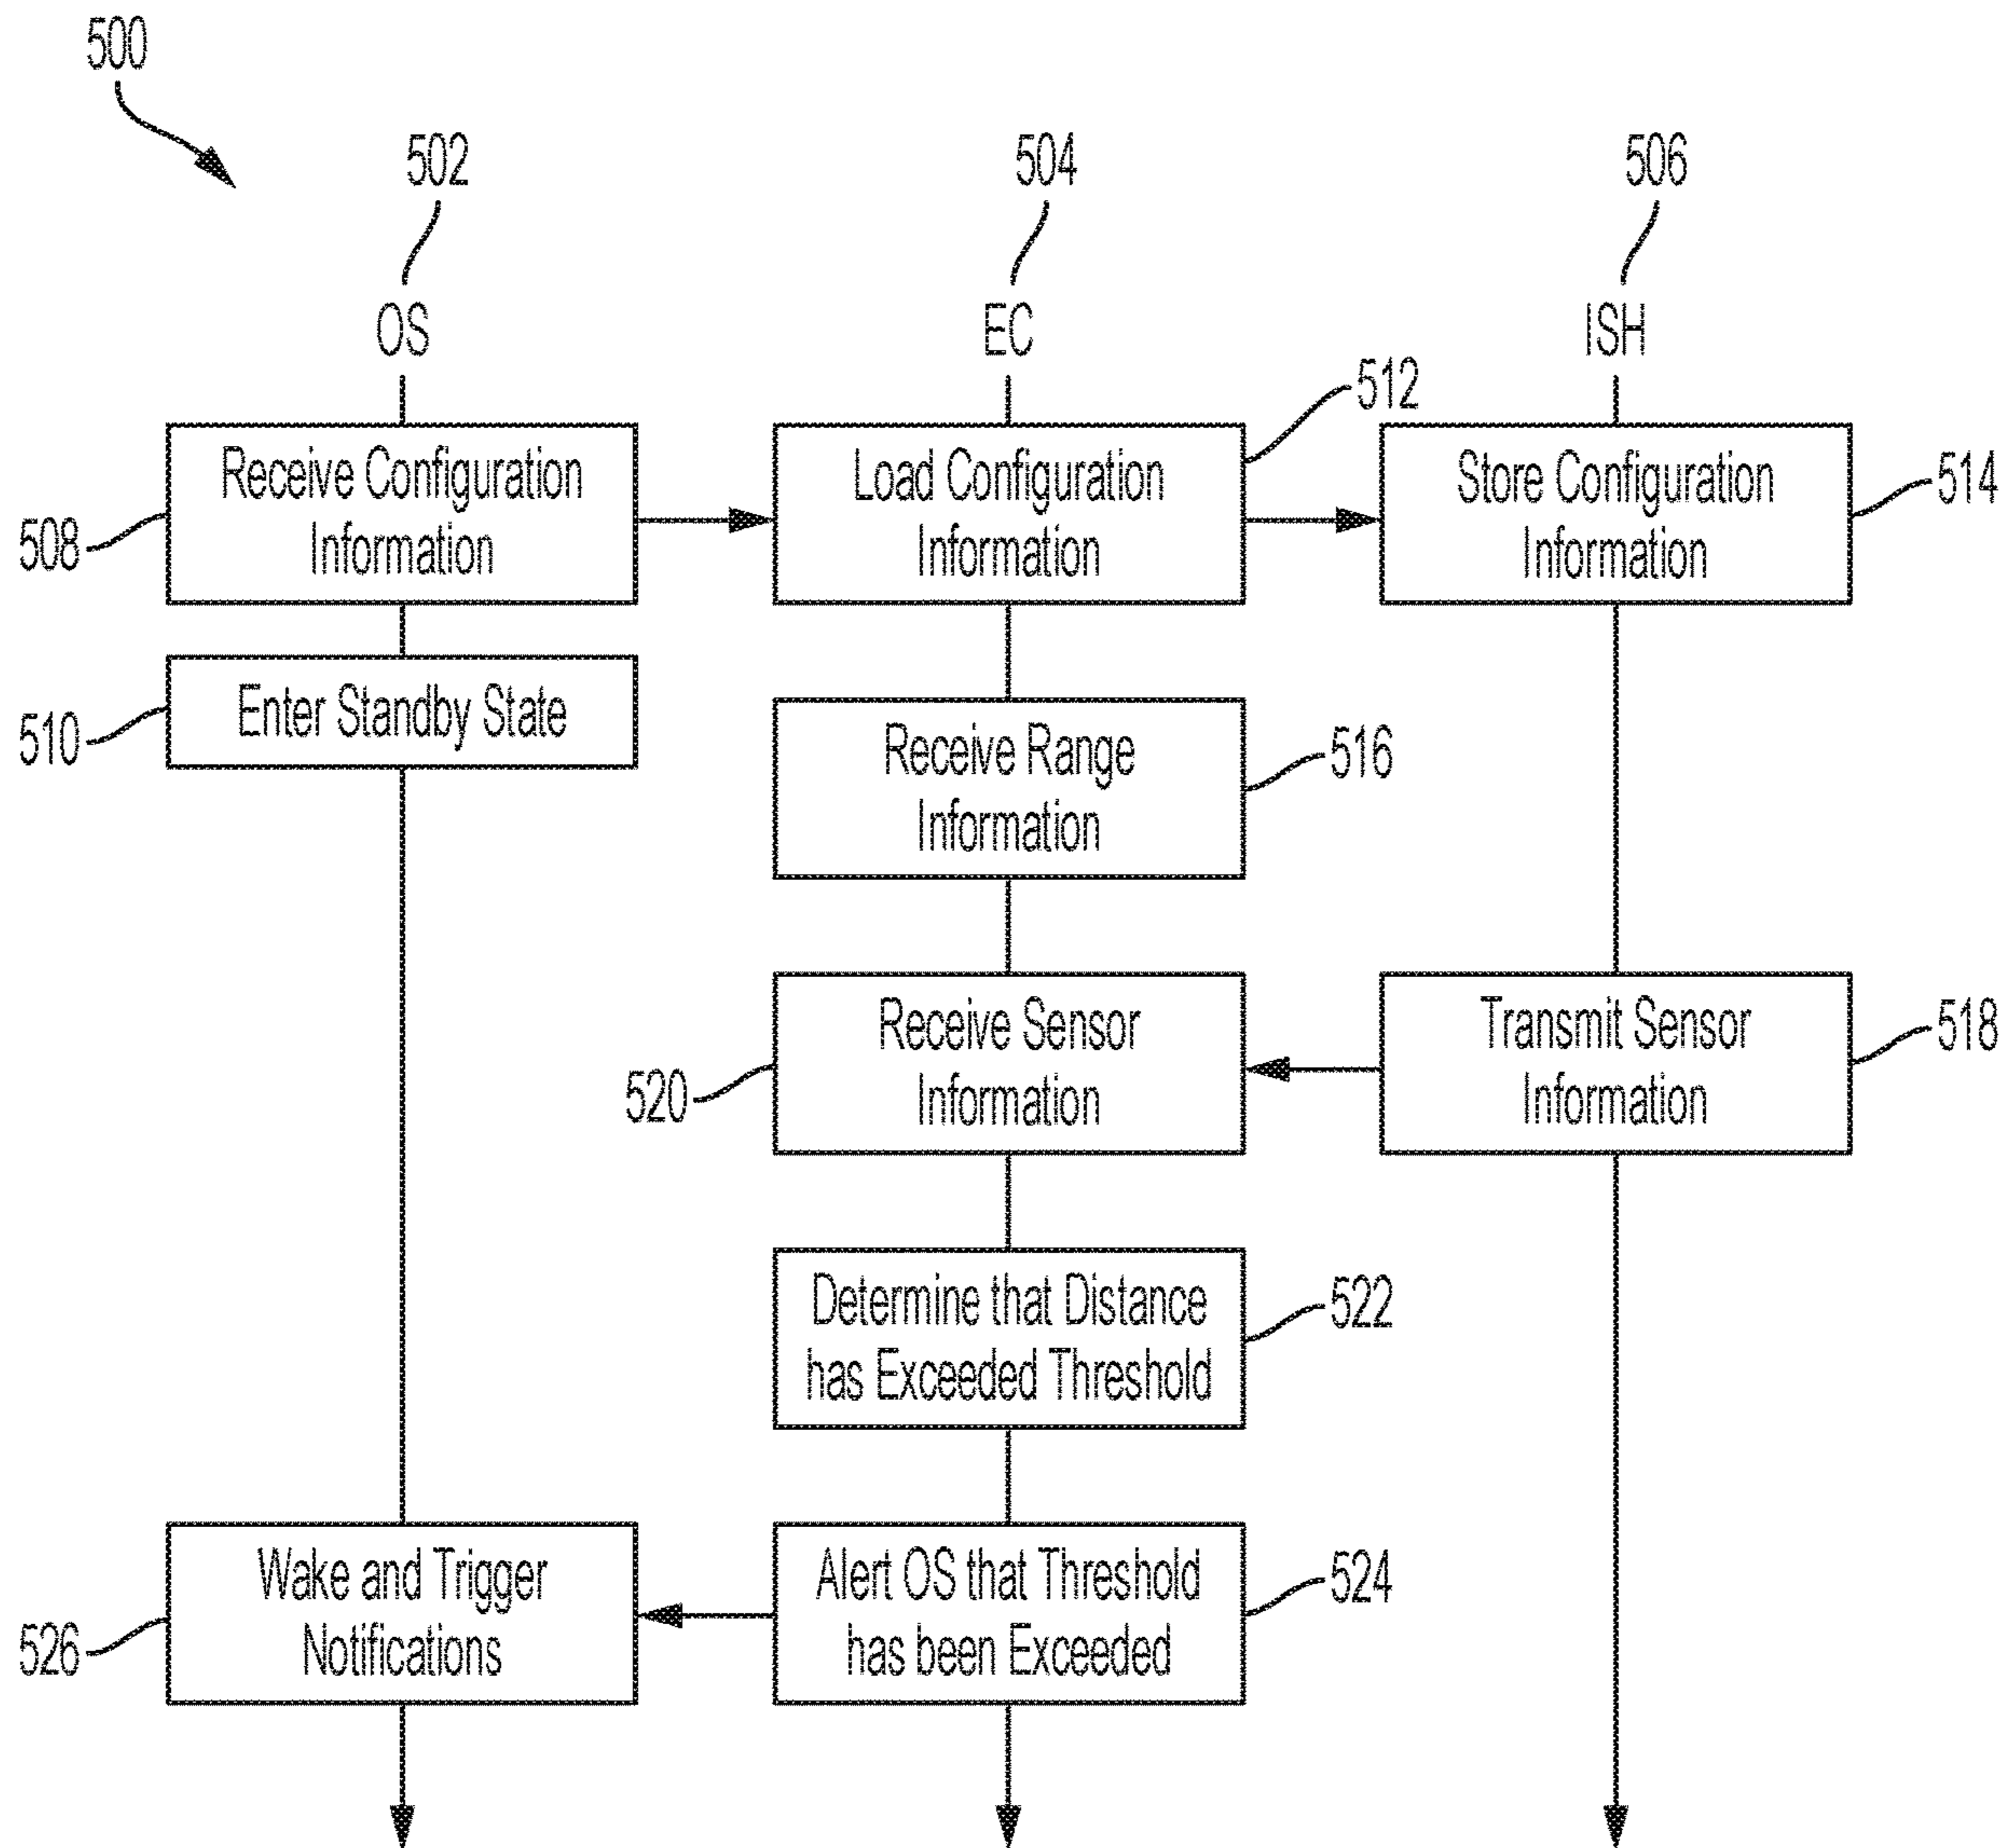 500
502
504
506
OS
EC
ISH
512
Receive Configuration
Information
Load Configuration
Information
Store Configuration
Information
514
508
Enter Standby State
510
Receive Range
Information
516
Receive Sensor
Information
Transmit Sensor
Information
518
520
Determine that Distance
has Exceeded Threshold
522
Wake and Trigger
Notifications
Alert OS that Threshold
has been Exceeded
524
526